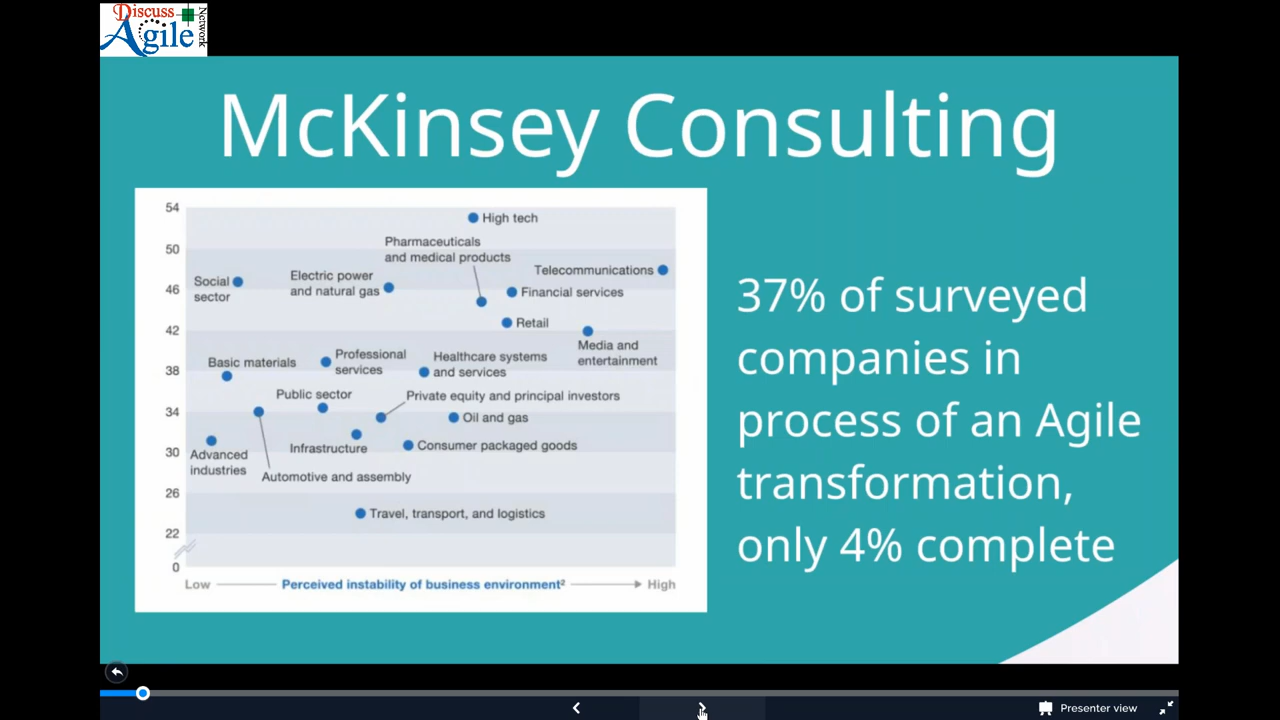 Discuss
Agile
Network
McKinsey Consulting
54
50
46
42
38
34
30
26
22
0
High tech
Pharmaceuticals
and medical products
Telecommunications
Social
sector
Electric power
and natural gas
Financial services
Retail
Media and
entertainment
Basic materials
Professional
services
Healthcare systems
and services
Public sector
Private equity and principal investors
Oil and gas
Infrastructure
Consumer packaged goods
Advanced
industries
Automotive and assembly
Travel, transport, and logistics
Low
Perceived instability of business environment²
High
37% of surveyed
companies in
process of an Agile
transformation,
only 4% complete
Presenter view